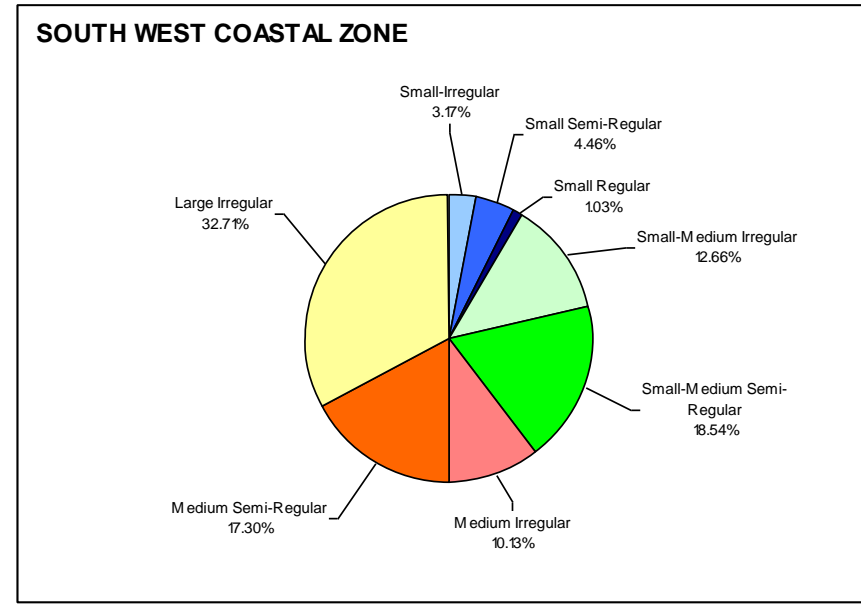 SOUTH WEST COASTAL ZONE
Small-Irregular
3.17%
Small Semi-Regular
4.46%
Small Regular
1.03%
Small-Medium Irregular
12.66%
Small-Medium Semi-
Regular
18.54%
Medium Irregular
10.13%
Medium Semi-Regular
17.30%
Large Irregular
32.71%